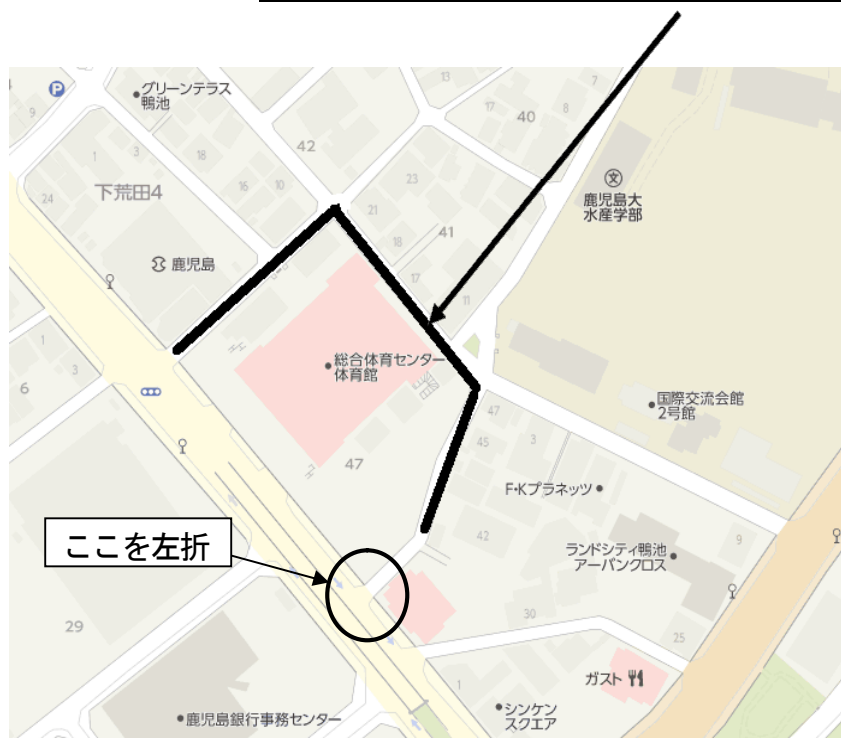 グリーンテラス
鴨池
13
7
9
17
40
8
42
1
3
18
下荒田4
16
10
23
24
21
鹿児島大
水産学部
41
18
鹿児島
17
11
1
3
6
総合体育センター
体育館
国際交流会館
2号館
47
45
3
47
F・Kプラネッツ
42
ここを左折
ランドシティ鴨池
アーバンクロス
9
30
29
25
ガスト
1
シンケン
スクエア
鹿児島銀行事務センター